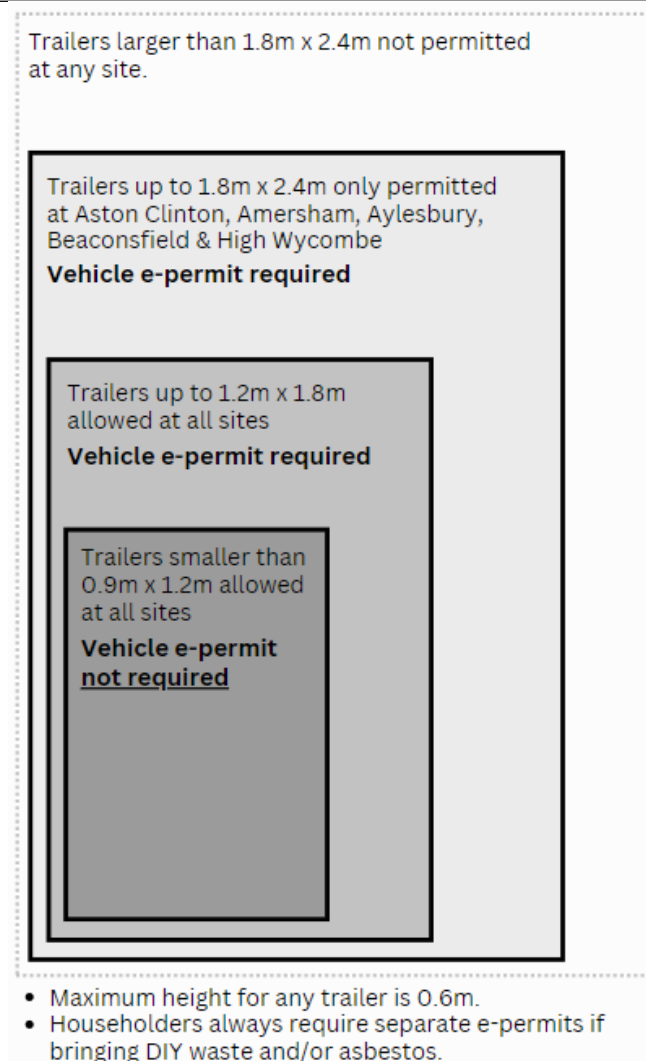 Trailers larger than 1.8m x 2.4m not permitted
at any site.
Trailers up to 1.8m x 2.4m only permitted
at Aston Clinton, Amersham, Aylesbury,
Beaconsfield & High Wycombe
Vehicle e-permit required
Trailers up to 1.2m x 1.8m
allowed at all sites
Vehicle e-permit required
Trailers smaller than
0.9m x 1.2m allowed
at all sites
Vehicle e-permit
not required
• Maximum height for any trailer is 0.6m.
• Householders always require separate e-permits if
bringing DIY waste and/or asbestos.